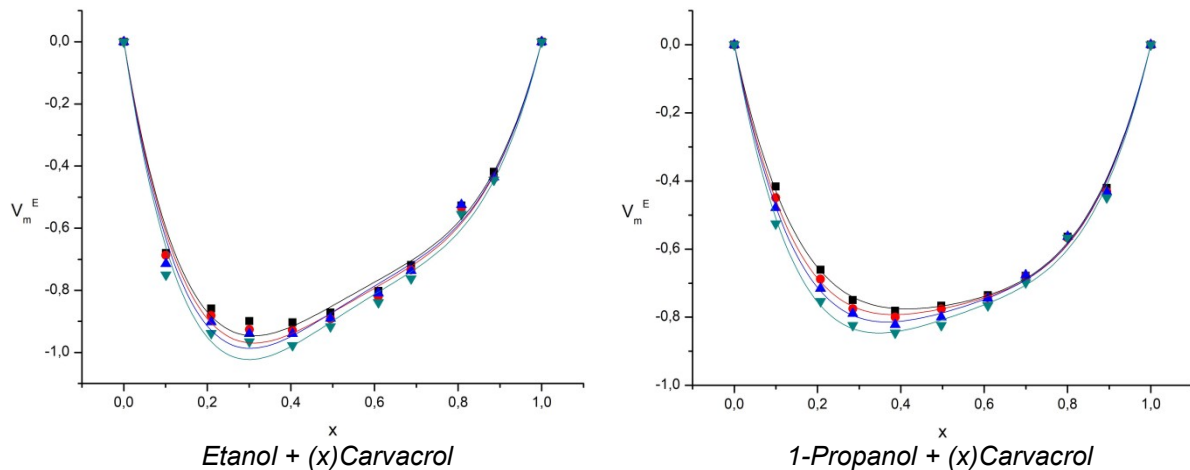 0,0
-0,2
-0,4
-0,6
-0,8
-1,0
V_m^E
0,0 0,2 0,4 0,6 0,8 1,0
x
Etanol + (x)Carvacrol
0,0
-0,2
-0,4
-0,6
-0,8
-1,0
V_m^E
0,0 0,2 0,4 0,6 0,8 1,0
x
1-Propanol + (x)Carvacrol